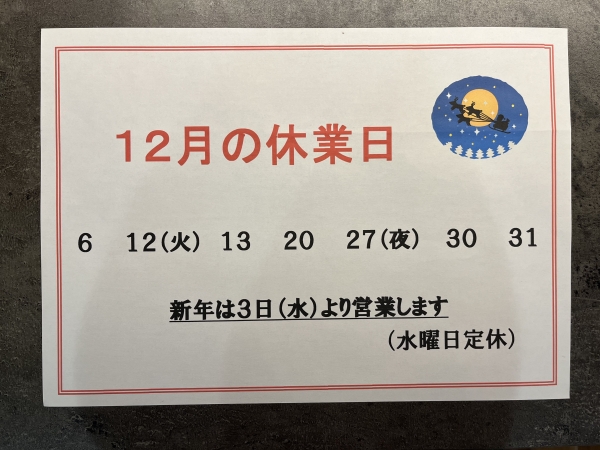 12月の休業日
6 12(火) 13 20 27(夜) 30 31
新年は3日(水)より営業します
(水曜日定休)